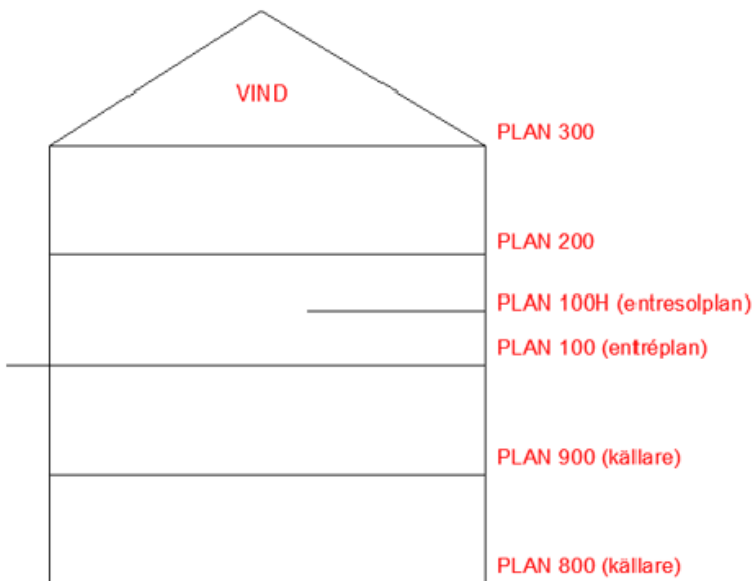 VIND
PLAN 300
PLAN 200
PLAN 100H (entresolplan)
PLAN 100 (entréplan)
PLAN 900 (källare)
PLAN 800 (källare)